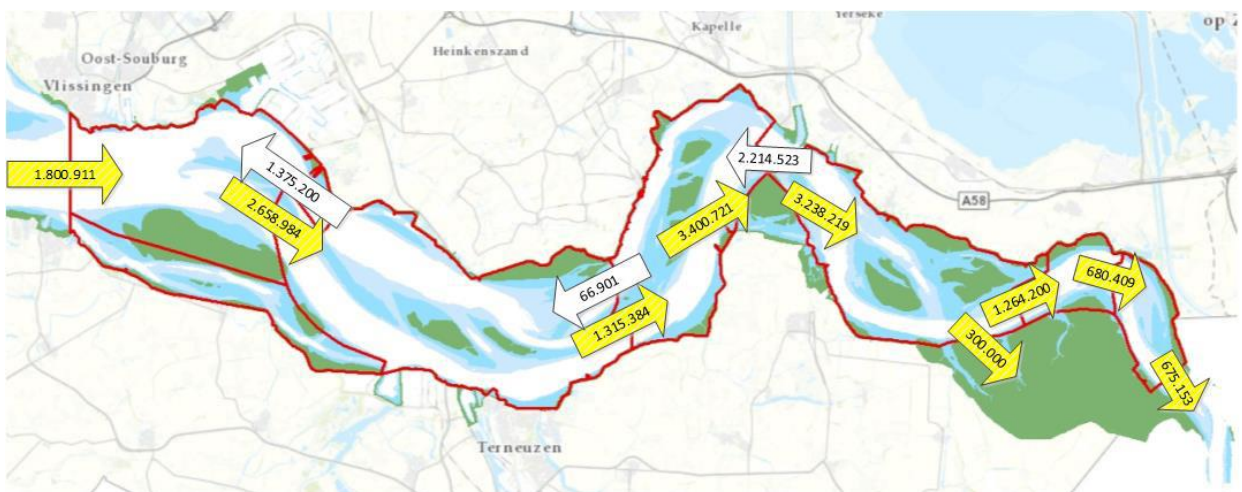 Oost-Souburg
Vlissingen
Heinkenszand
Kapelle
Yerseke
op Z
A58
Terneuzen
1.800.911
1.375.200
2.658.984
66.901
1.315.384
3.400.721
2.214.523
3.238.219
1.264.200
300.000
680.409
675.153